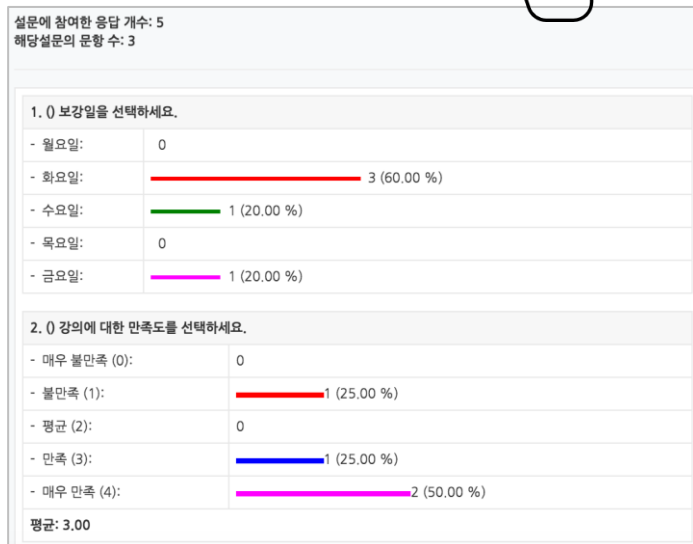 설문에 참여한 응답 개수: 5
해당설문의 문항 수: 3
1. () 보강일을 선택하세요.
- 월요일: 0
- 화요일: 3 (60.00 %)
- 수요일: 1 (20.00 %)
- 목요일: 0
- 금요일: 1 (20.00 %)
2. () 강의에 대한 만족도를 선택하세요.
- 매우 불만족 (0): 0
- 불만족 (1): 1 (25.00 %)
- 평균 (2): 0
- 만족 (3): 1 (25.00 %)
- 매우 만족 (4): 2 (50.00 %)
평균: 3.00